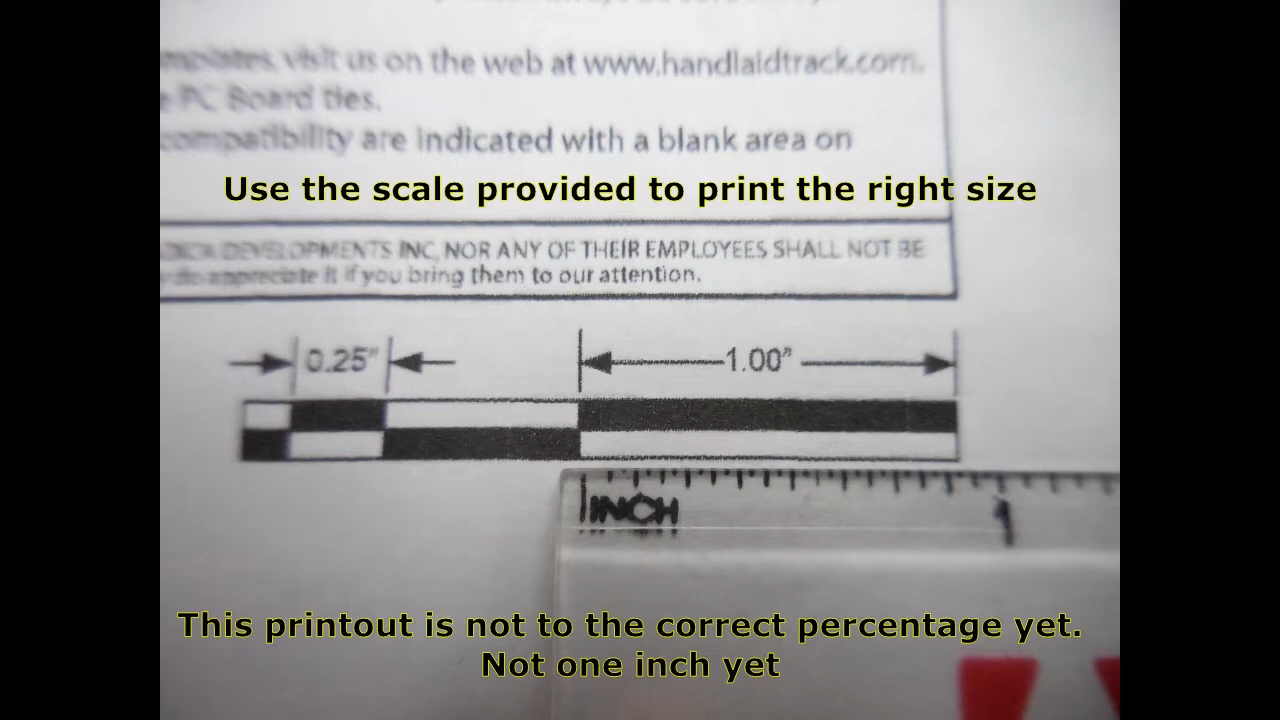 templates, visit us on the web at www.handlaidtrack.com.
e PC Board ties.
compatibility are indicated with a blank area on
Use the scale provided to print the right size
DEVELOPMENTS INC, NOR ANY OF THEIR EMPLOYEES SHALL NOT BE
do appreciate it if you bring them to our attention.
0.25" 1.00"
INCH 1
This printout is not to the correct percentage yet.
Not one inch yet